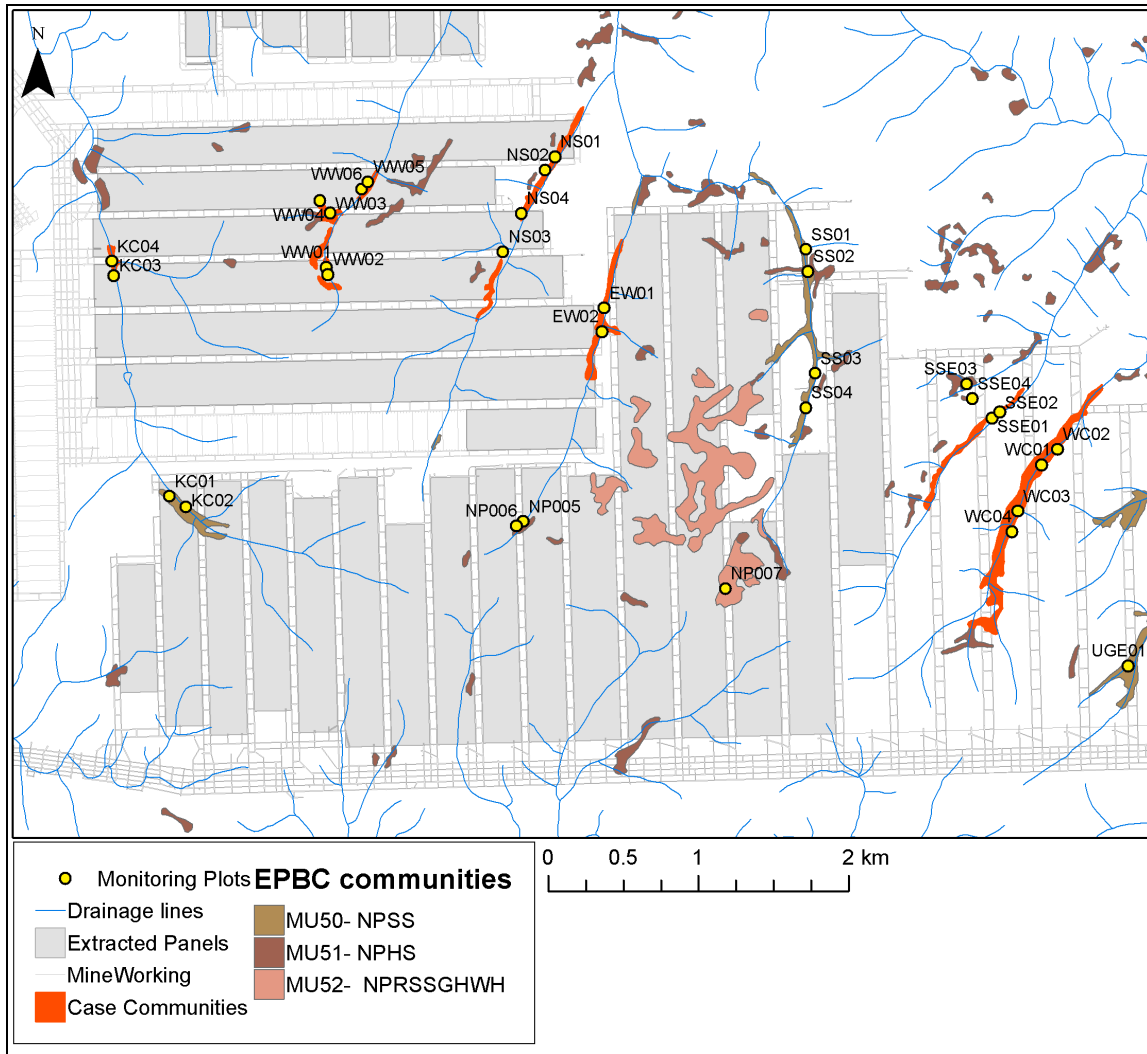 N
NS01
NS02
WW05
WW06
NS04
WW03
WW04
NS03
SS01
KC04
SS02
WW01
KC03
WW02
EW01
EW02
SS03
SSE03
SSE04
SS04
SSE02
SSE01
WC02
WC01
KC01
KC02
WC03
NP005
NP006
WC04
NP007
UGE01
Monitoring Plots
Drainage lines
Extracted Panels
MineWorking
Case Communities
EPBC communities
MU50- NPSS
MU51- NPHS
MU52- NPRSSGHWH
0 0.5 1 2 km